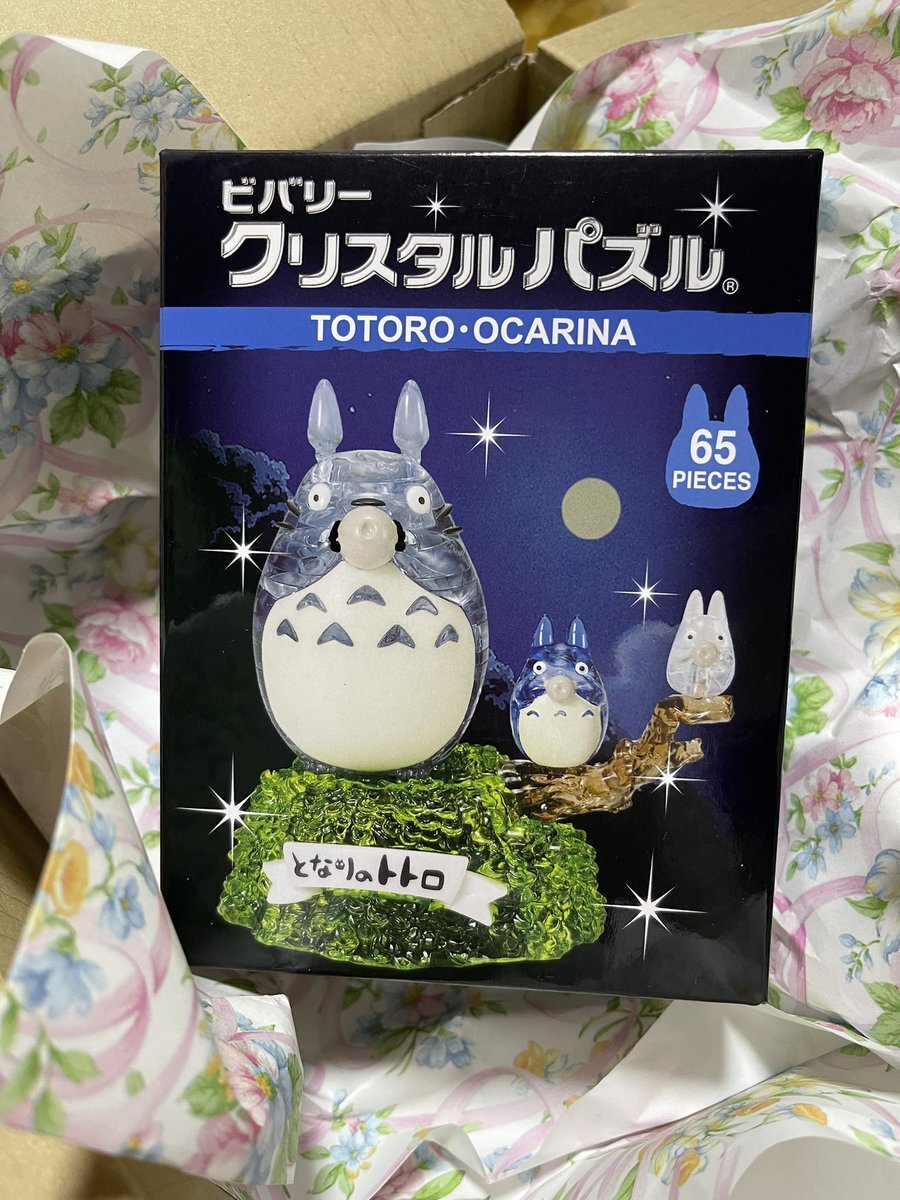 ビバリー
クリスタルパズル®
TOTORO・OCARINA
65
PIECES
となりのトトロ